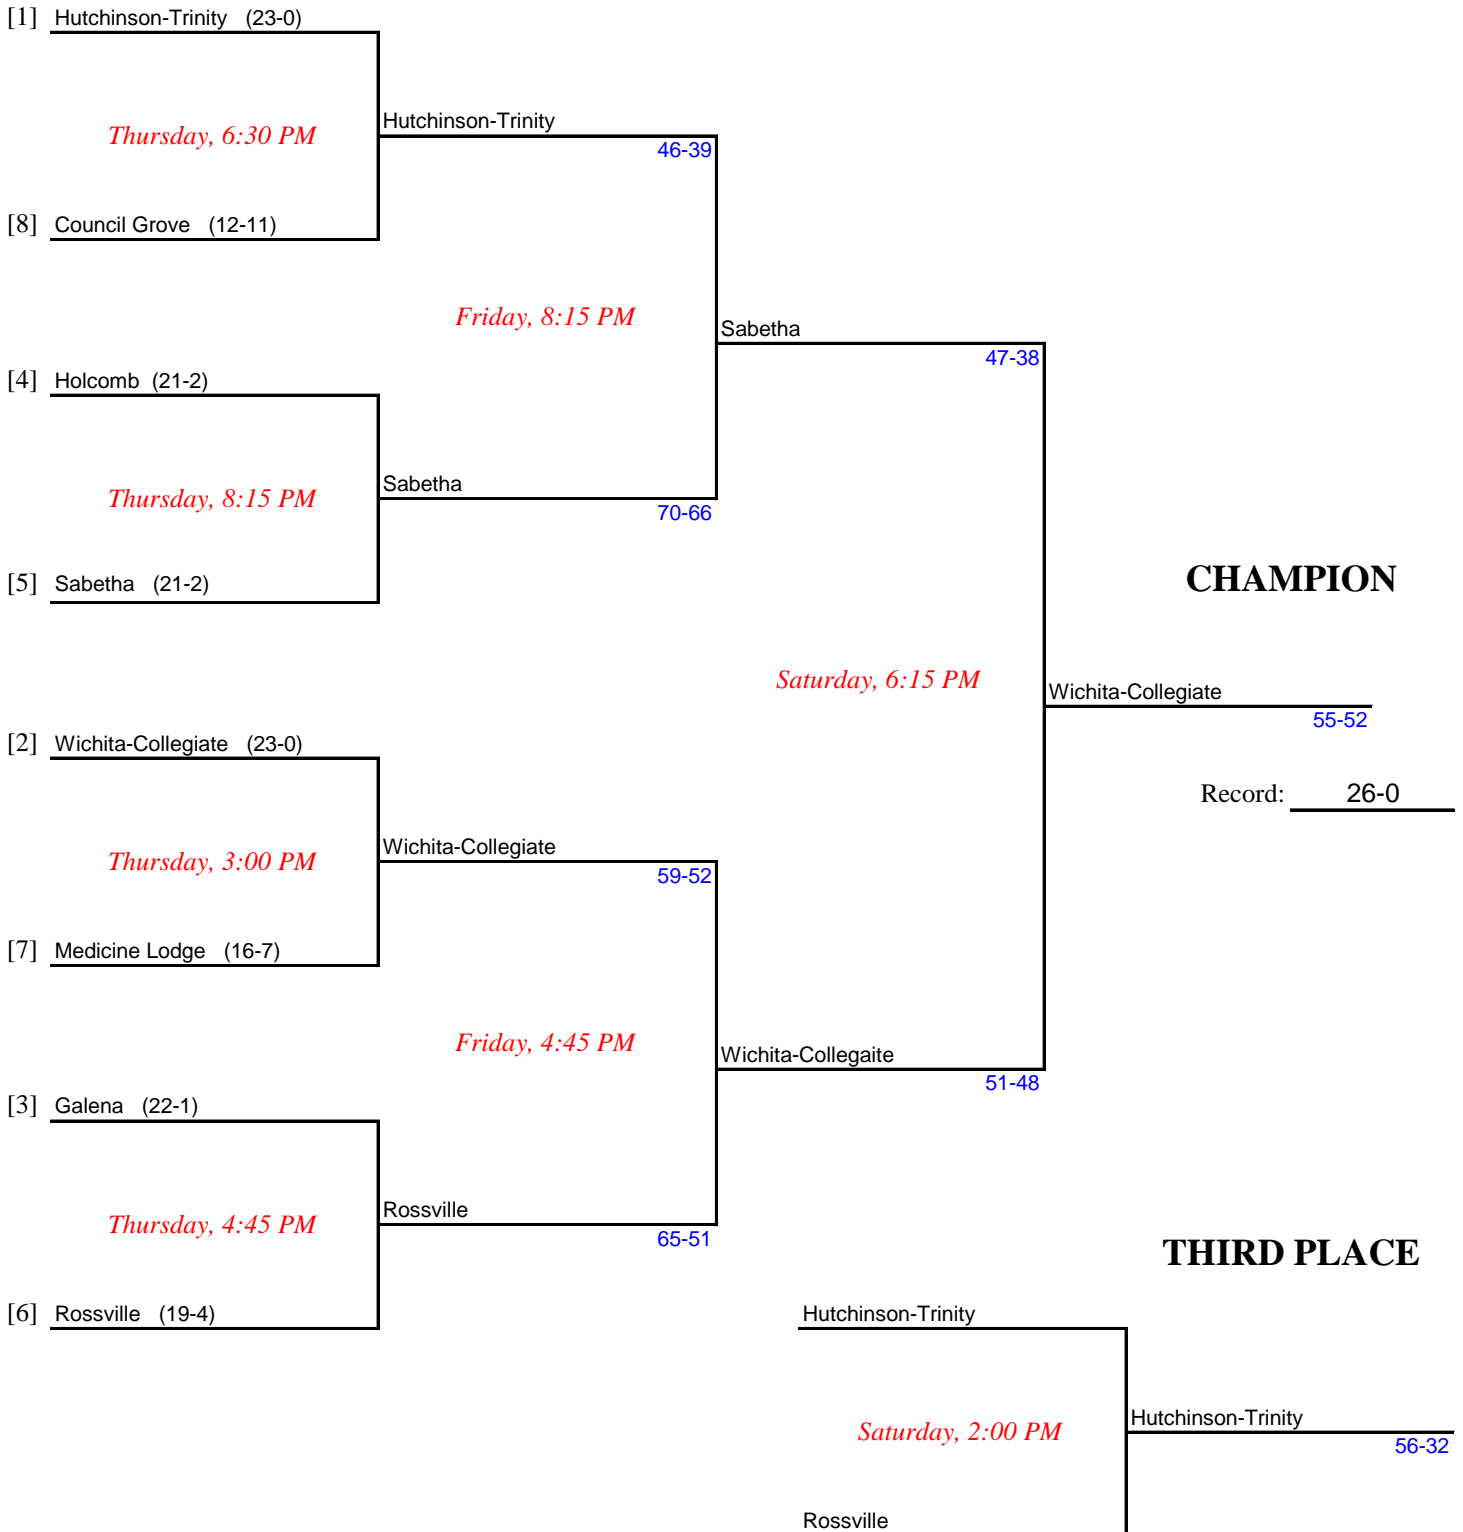 [1] Hutchinson-Trinity (23-0)
Thursday, 6:30 PM
Hutchinson-Trinity
46-39
[8] Council Grove (12-11)
Friday, 8:15 PM
Sabetha
47-38
[4] Holcomb (21-2)
Thursday, 8:15 PM
Sabetha
70-66
[5] Sabetha (21-2)
CHAMPION
Saturday, 6:15 PM
Wichita-Collegiate
55-52
[2] Wichita-Collegiate (23-0)
Record: 26-0
Thursday, 3:00 PM
Wichita-Collegiate
59-52
[7] Medicine Lodge (16-7)
Friday, 4:45 PM
Wichita-Collegaite
51-48
[3] Galena (22-1)
Thursday, 4:45 PM
Rossville
65-51
THIRD PLACE
[6] Rossville (19-4)
Hutchinson-Trinity
Saturday, 2:00 PM
Hutchinson-Trinity
56-32
Rossville